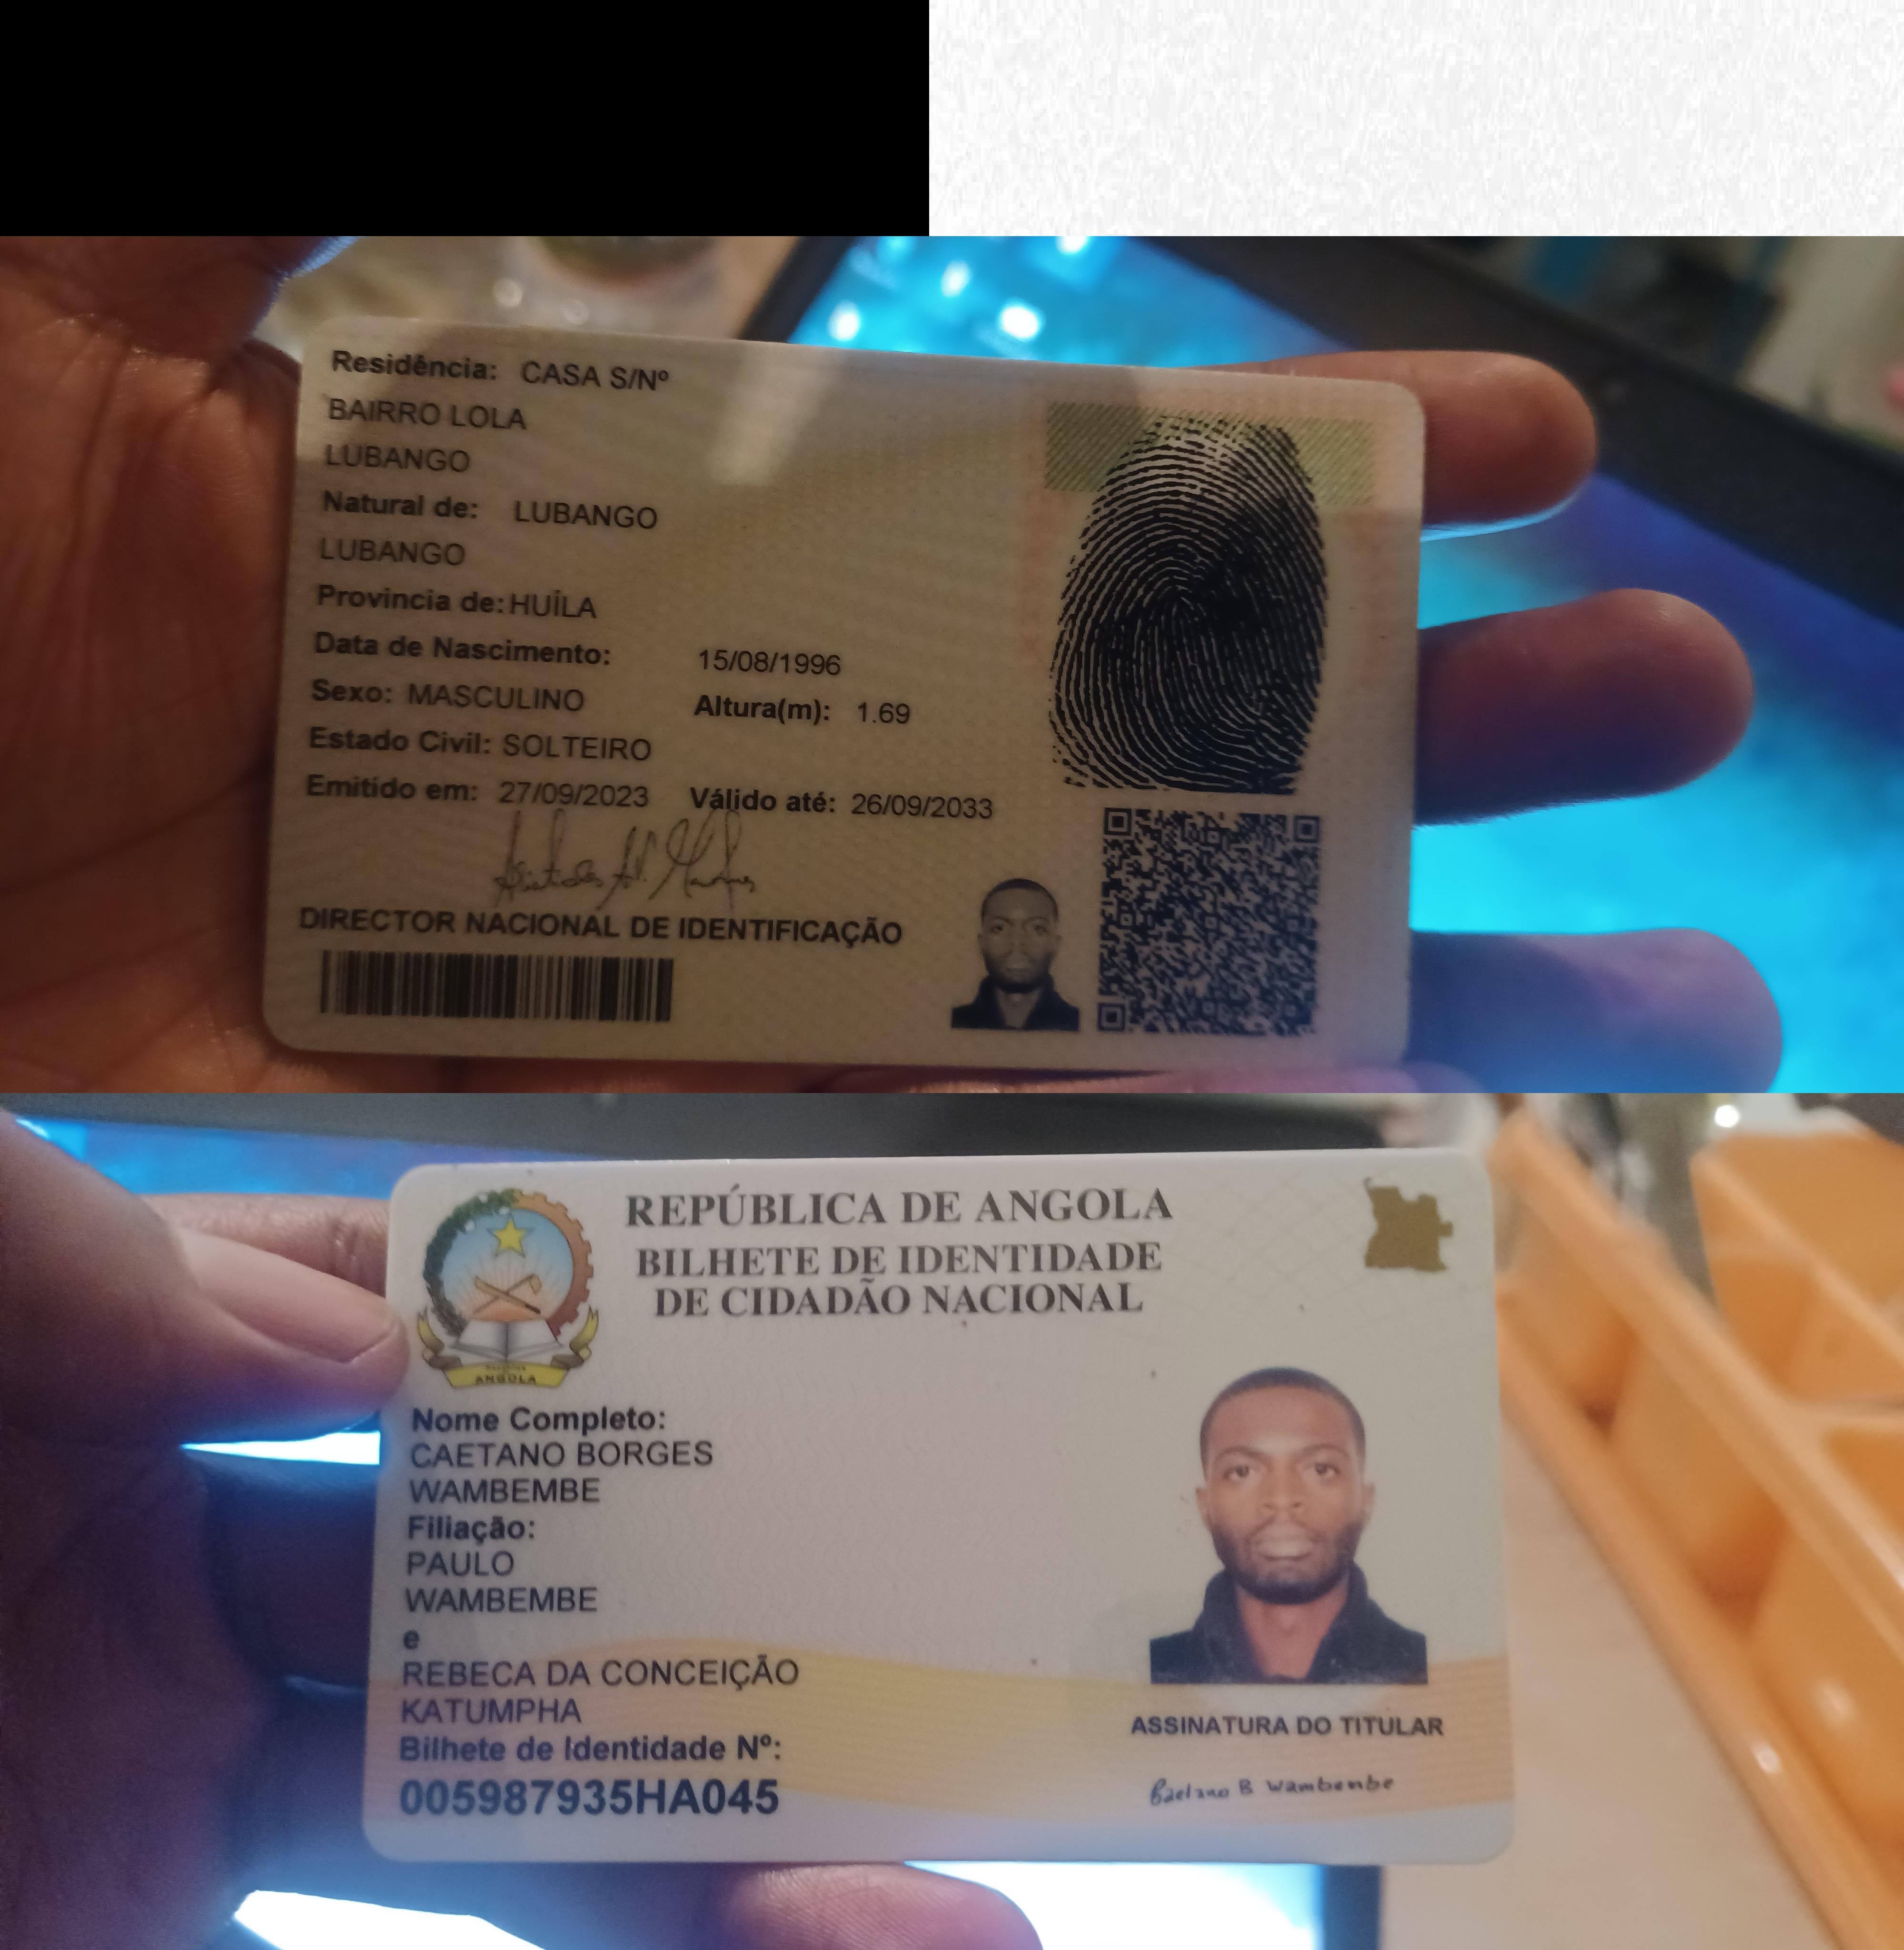 Residência: CASA S/Nº
BAIRRO LOLA
LUBANGO
Natural de: LUBANGO
LUBANGO
Provincia de: HUÍLA
Data de Nascimento: 15/08/1996
Sexo: MASCULINO Altura(m): 1.69
Estado Civil: SOLTEIRO
Emitido em: 27/09/2023 Válido até: 26/09/2033
DIRECTOR NACIONAL DE IDENTIFICAÇÃO
REPÚBLICA DE ANGOLA
BILHETE DE IDENTIDADE
DE CIDADÃO NACIONAL
ANGOLA
Nome Completo:
CAETANO BORGES
WAMBEMBE
Filiação:
PAULO
WAMBEMBE
e
REBECA DA CONCEIÇÃO
KATUMPHA
Bilhete de Identidade Nº:
005987935HA045
ASSINATURA DO TITULAR
Caetano B Wambembe